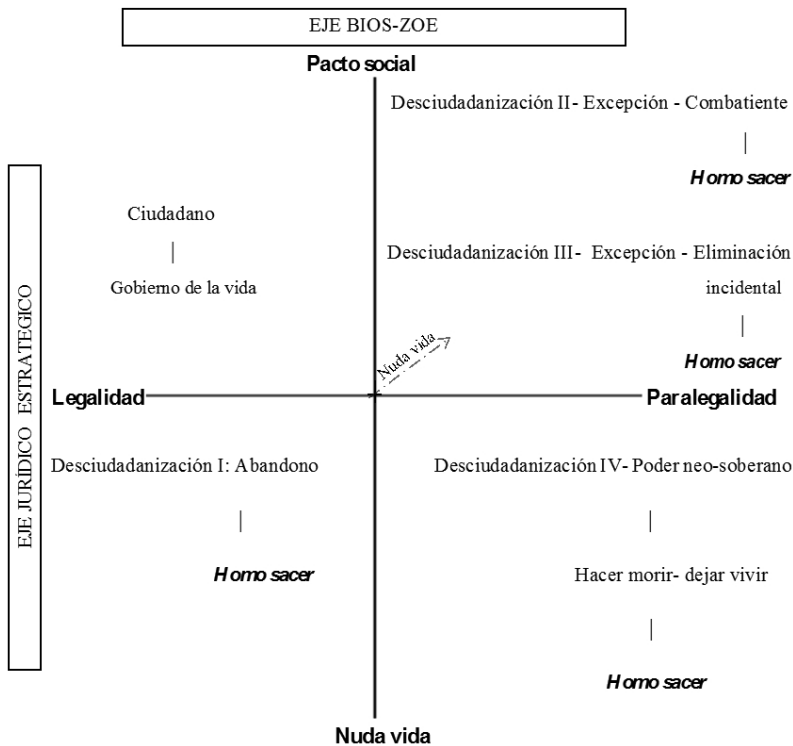 EJE BIOS-ZOE
Pacto social
Desciudadanización II- Excepción - Combatiente
Homo sacer
Ciudadano
Gobierno de la vida
Desciudadanización III- Excepción - Eliminación
incidental
Homo sacer
EJE JURÍDICO ESTRATEGICO
Nuda vida
Legalidad
Paralegalidad
Desciudadanización I: Abandono
Homo sacer
Desciudadanización IV- Poder neo-soberano
Hacer morir- dejar vivir
Homo sacer
Nuda vida